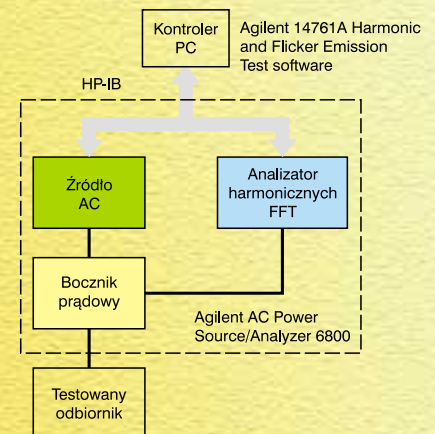 Kontroler
PC
Agilent 14761A Harmonic
and Flicker Emission
Test software
HP-IB
Źródło
AC
Analizator
harmonicznych
FFT
Bocznik
prądowy
Agilent AC Power
Source/Analyzer 6800
Testowany
odbiornik